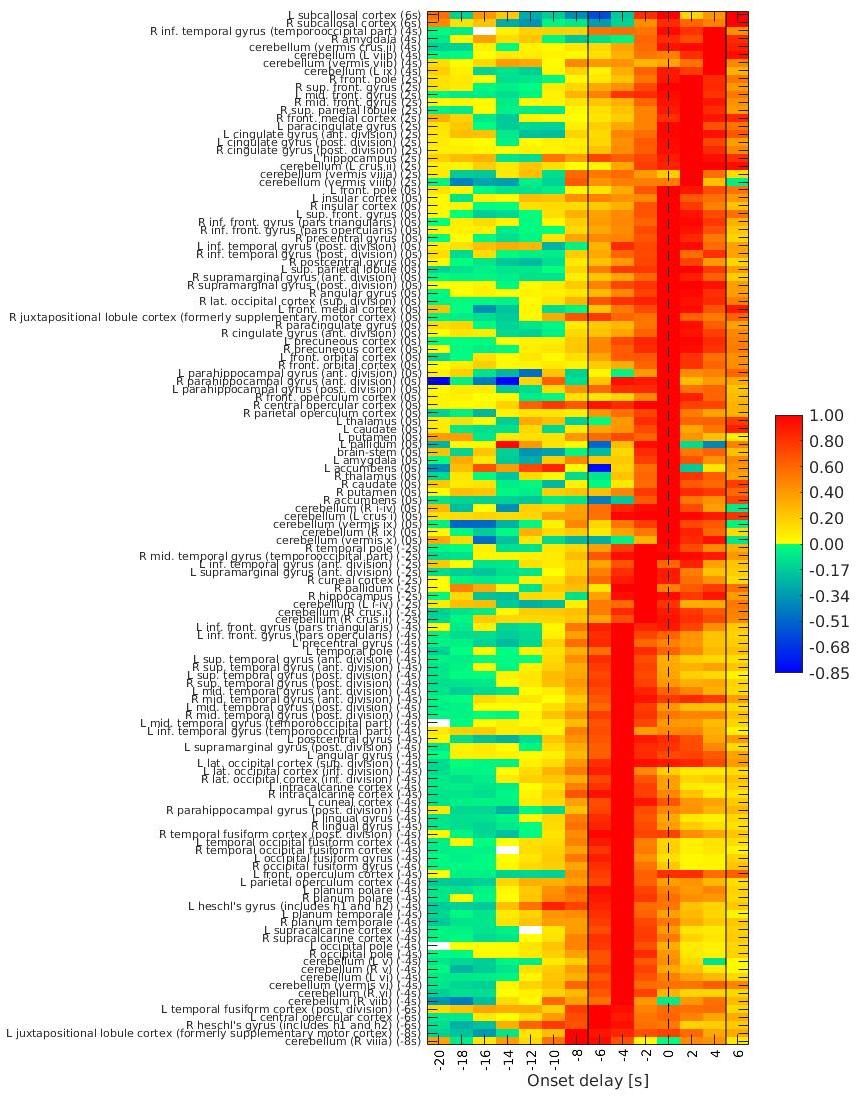 L subcallosal cortex (6s)
R subcallosal cortex (6s)
R inf. temporal gyrus (temporooccipital part) (4s)
R amygdala (4s)
cerebellum (vermis crus ii) (4s)
cerebellum (L viib) (4s)
cerebellum (vermis viib) (4s)
cerebellum (L ix) (4s)
R front. pole (2s)
R sup. front. gyrus (2s)
L mid. front. gyrus (2s)
R mid. front. gyrus (2s)
R sup. parietal lobule (2s)
R front. medial cortex (2s)
L paracingulate gyrus (2s)
L cingulate gyrus (ant. division) (2s)
L cingulate gyrus (post. division) (2s)
R cingulate gyrus (post. division) (2s)
L hippocampus (2s)
cerebellum (L crus ii) (2s)
cerebellum (vermis viiia) (2s)
cerebellum (vermis viiib) (2s)
L front. pole (0s)
L insular cortex (0s)
R insular cortex (0s)
L sup. front. gyrus (0s)
R inf. front. gyrus (pars triangularis) (0s)
R inf. front. gyrus (pars opercularis) (0s)
R precentral gyrus (0s)
L inf. temporal gyrus (post. division) (0s)
R inf. temporal gyrus (post. division) (0s)
R postcentral gyrus (0s)
L sup. parietal lobule (0s)
R supramarginal gyrus (ant. division) (0s)
R supramarginal gyrus (post. division) (0s)
R angular gyrus (0s)
R lat. occipital cortex (sup. division) (0s)
L front. medial cortex (0s)
R juxtapositional lobule cortex (formerly supplementary motor cortex) (0s)
R paracingulate gyrus (0s)
R cingulate gyrus (ant. division) (0s)
L precuneous cortex (0s)
R precuneous cortex (0s)
L front. orbital cortex (0s)
R front. orbital cortex (0s)
L parahippocampal gyrus (ant. division) (0s)
R parahippocampal gyrus (ant. division) (0s)
L parahippocampal gyrus (post. division) (0s)
R front. operculum cortex (0s)
R central opercular cortex (0s)
R parietal operculum cortex (0s)
L thalamus (0s)
L caudate (0s)
L putamen (0s)
L pallidum (0s)
brain-stem (0s)
L amygdala (0s)
L accumbens (0s)
R thalamus (0s)
R caudate (0s)
R putamen (0s)
R accumbens (0s)
cerebellum (R i-iv) (0s)
cerebellum (L crus i) (0s)
cerebellum (vermis ix) (0s)
cerebellum (R ix) (0s)
cerebellum (vermis x) (0s)
R temporal pole (-2s)
R mid. temporal gyrus (temporooccipital part) (-2s)
L inf. temporal gyrus (ant. division) (-2s)
L supramarginal gyrus (ant. division) (-2s)
R cuneal cortex (-2s)
R pallidum (-2s)
R hippocampus (-2s)
cerebellum (L i-iv) (-2s)
cerebellum (R crus i) (-2s)
cerebellum (R crus ii) (-2s)
L inf. front. gyrus (pars triangularis) (-4s)
L inf. front. gyrus (pars opercularis) (-4s)
L precentral gyrus (-4s)
L temporal pole (-4s)
L sup. temporal gyrus (ant. division) (-4s)
R sup. temporal gyrus (ant. division) (-4s)
L sup. temporal gyrus (post. division) (-4s)
R sup. temporal gyrus (post. division) (-4s)
L mid. temporal gyrus (ant. division) (-4s)
R mid. temporal gyrus (ant. division) (-4s)
L mid. temporal gyrus (post. division) (-4s)
R mid. temporal gyrus (post. division) (-4s)
L mid. temporal gyrus (temporooccipital part) (-4s)
L inf. temporal gyrus (temporooccipital part) (-4s)
L postcentral gyrus (-4s)
L supramarginal gyrus (post. division) (-4s)
L angular gyrus (-4s)
L lat. occipital cortex (sup. division) (-4s)
L lat. occipital cortex (inf. division) (-4s)
R lat. occipital cortex (inf. division) (-4s)
L intracalcarine cortex (-4s)
R intracalcarine cortex (-4s)
L cuneal cortex (-4s)
R parahippocampal gyrus (post. division) (-4s)
L lingual gyrus (-4s)
R lingual gyrus (-4s)
R temporal fusiform cortex (post. division) (-4s)
L temporal occipital fusiform cortex (-4s)
R temporal occipital fusiform cortex (-4s)
L occipital fusiform gyrus (-4s)
R occipital fusiform gyrus (-4s)
L front. operculum cortex (-4s)
L parietal operculum cortex (-4s)
L planum polare (-4s)
R planum polare (-4s)
L heschl's gyrus (includes h1 and h2) (-4s)
L planum temporale (-4s)
R planum temporale (-4s)
L supracalcarine cortex (-4s)
R supracalcarine cortex (-4s)
L occipital pole (-4s)
R occipital pole (-4s)
cerebellum (L v) (-4s)
cerebellum (R v) (-4s)
cerebellum (L vi) (-4s)
cerebellum (vermis vi) (-4s)
cerebellum (R vi) (-4s)
cerebellum (R viib) (-4s)
L temporal fusiform cortex (post. division) (-6s)
L central opercular cortex (-6s)
R heschl's gyrus (includes h1 and h2) (-6s)
L juxtapositional lobule cortex (formerly supplementary motor cortex) (-8s)
cerebellum (R viiia) (-8s)
-20 -18 -16 -14 -12 -10 -8 -6 -4 -2 0 2 4 6
Onset delay [s]
1.00
0.80
0.60
0.40
0.20
0.00
-0.17
-0.34
-0.51
-0.68
-0.85